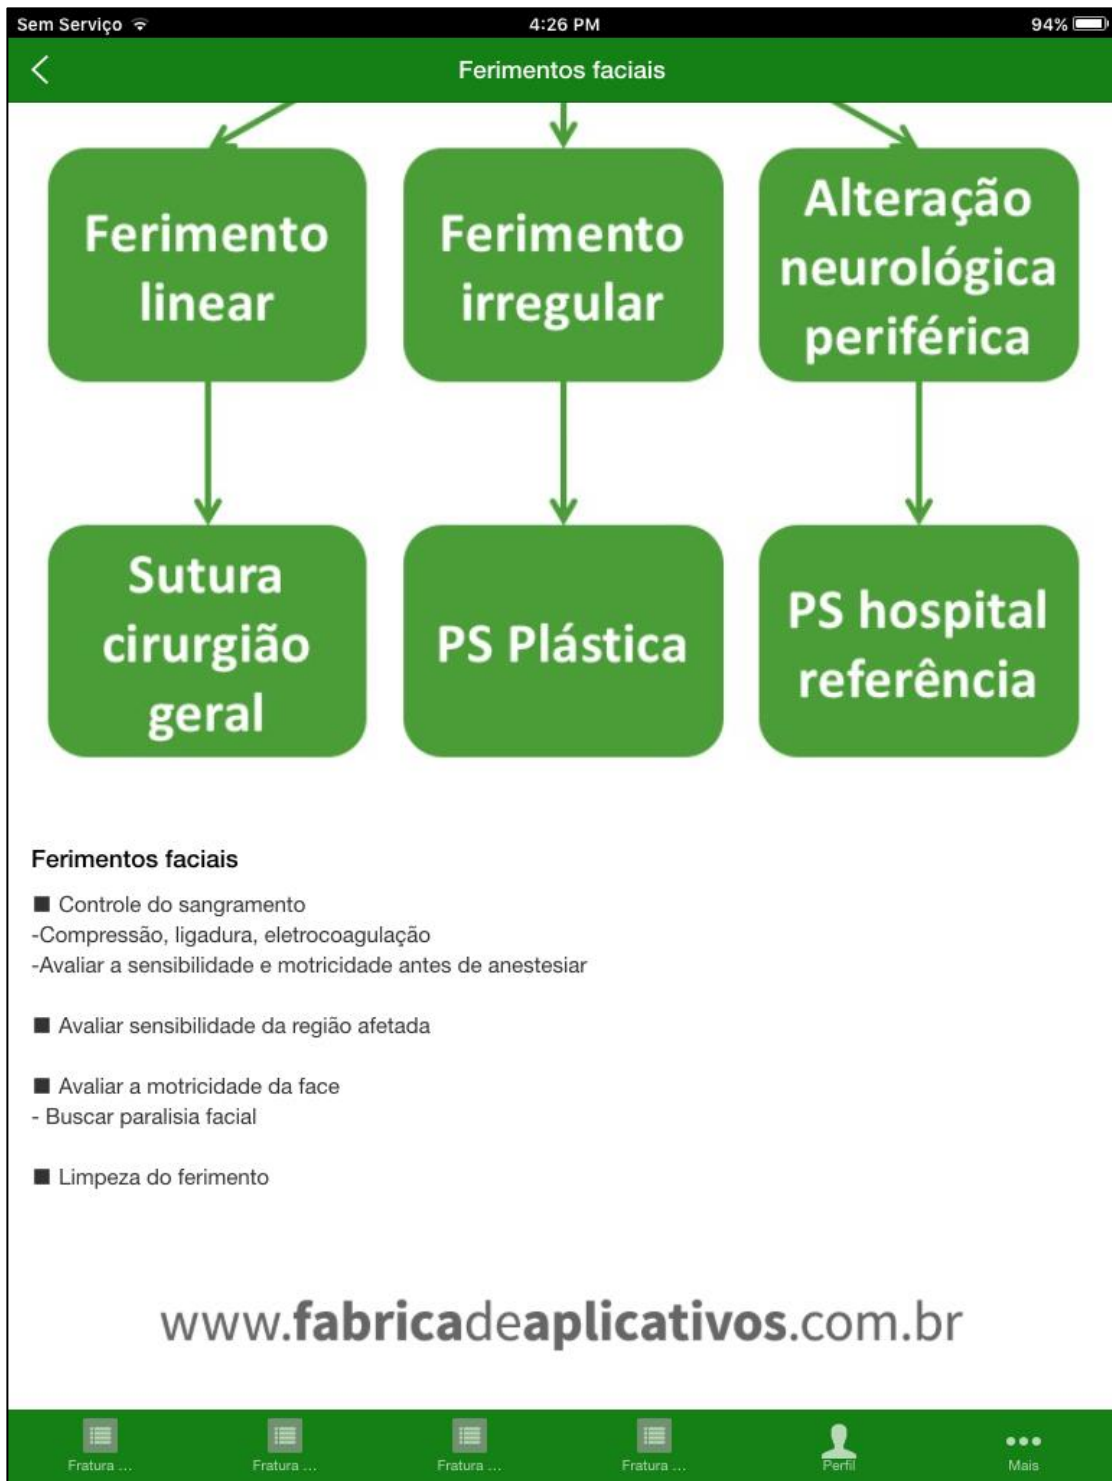 Sem Serviço 4:26 PM 94%
Ferimentos faciais
Ferimento
linear
Ferimento
irregular
Alteração
neurológica
periférica
Sutura
cirurgião
geral
PS Plástica
PS hospital
referência
Ferimentos faciais
■ Controle do sangramento
-Compressão, ligadura, eletrocoagulação
-Avaliar a sensibilidade e motricidade antes de anestesiar
■ Avaliar sensibilidade da região afetada
■ Avaliar a motricidade da face
- Buscar paralisia facial
■ Limpeza do ferimento
www.fabricadeaplicativos.com.br
Fratura ... Fratura ... Fratura ... Fratura ... Perfil Mais